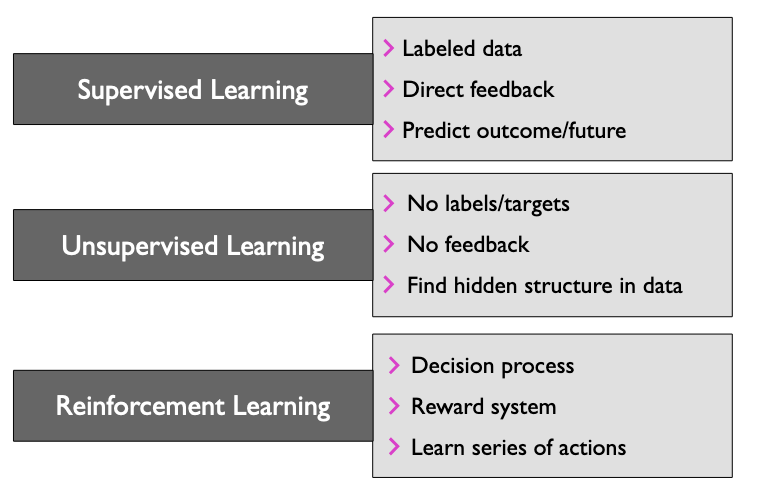 Supervised Learning
Labeled data
Direct feedback
Predict outcome/future
Unsupervised Learning
No labels/targets
No feedback
Find hidden structure in data
Reinforcement Learning
Decision process
Reward system
Learn series of actions